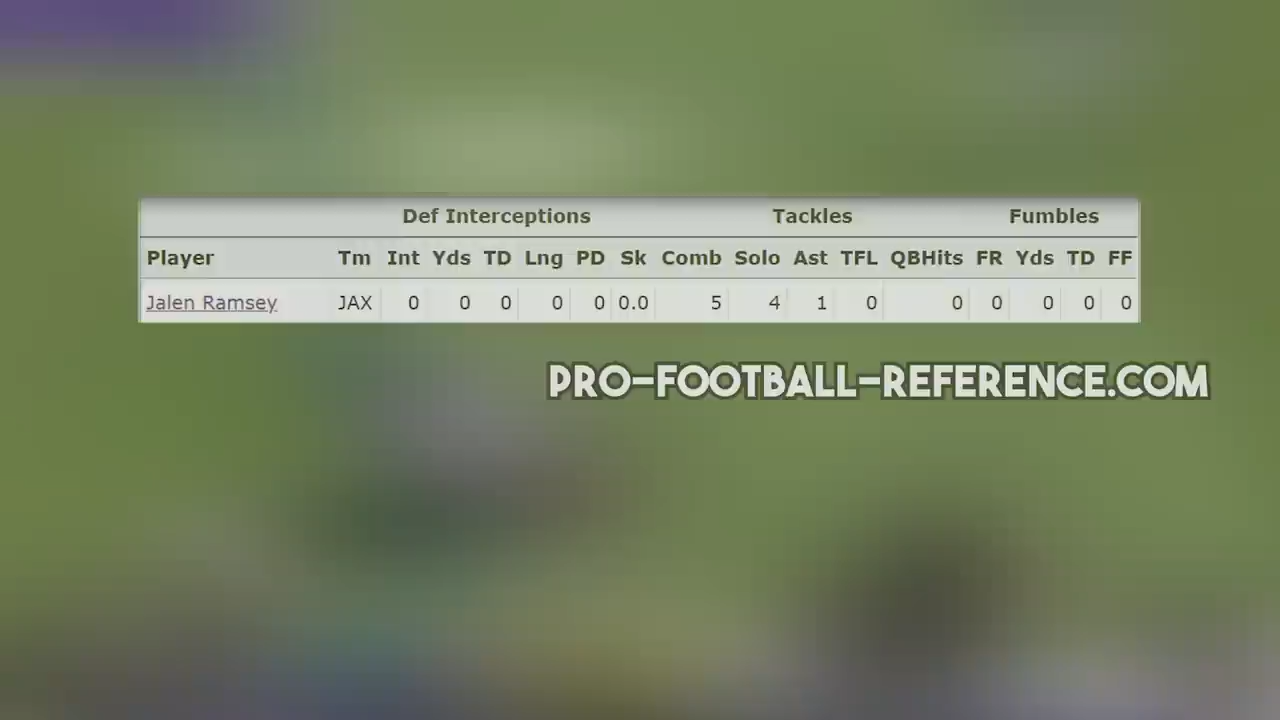 Def Interceptions Tackles Fumbles
Player Tm Int Yds TD Lng PD Sk Comb Solo Ast TFL QBHits FR Yds TD FF
Jalen Ramsey JAX 0 0 0 0 0 0.0 5 4 1 0 0 0 0 0 0
PRO-FOOTBALL-REFERENCE.COM